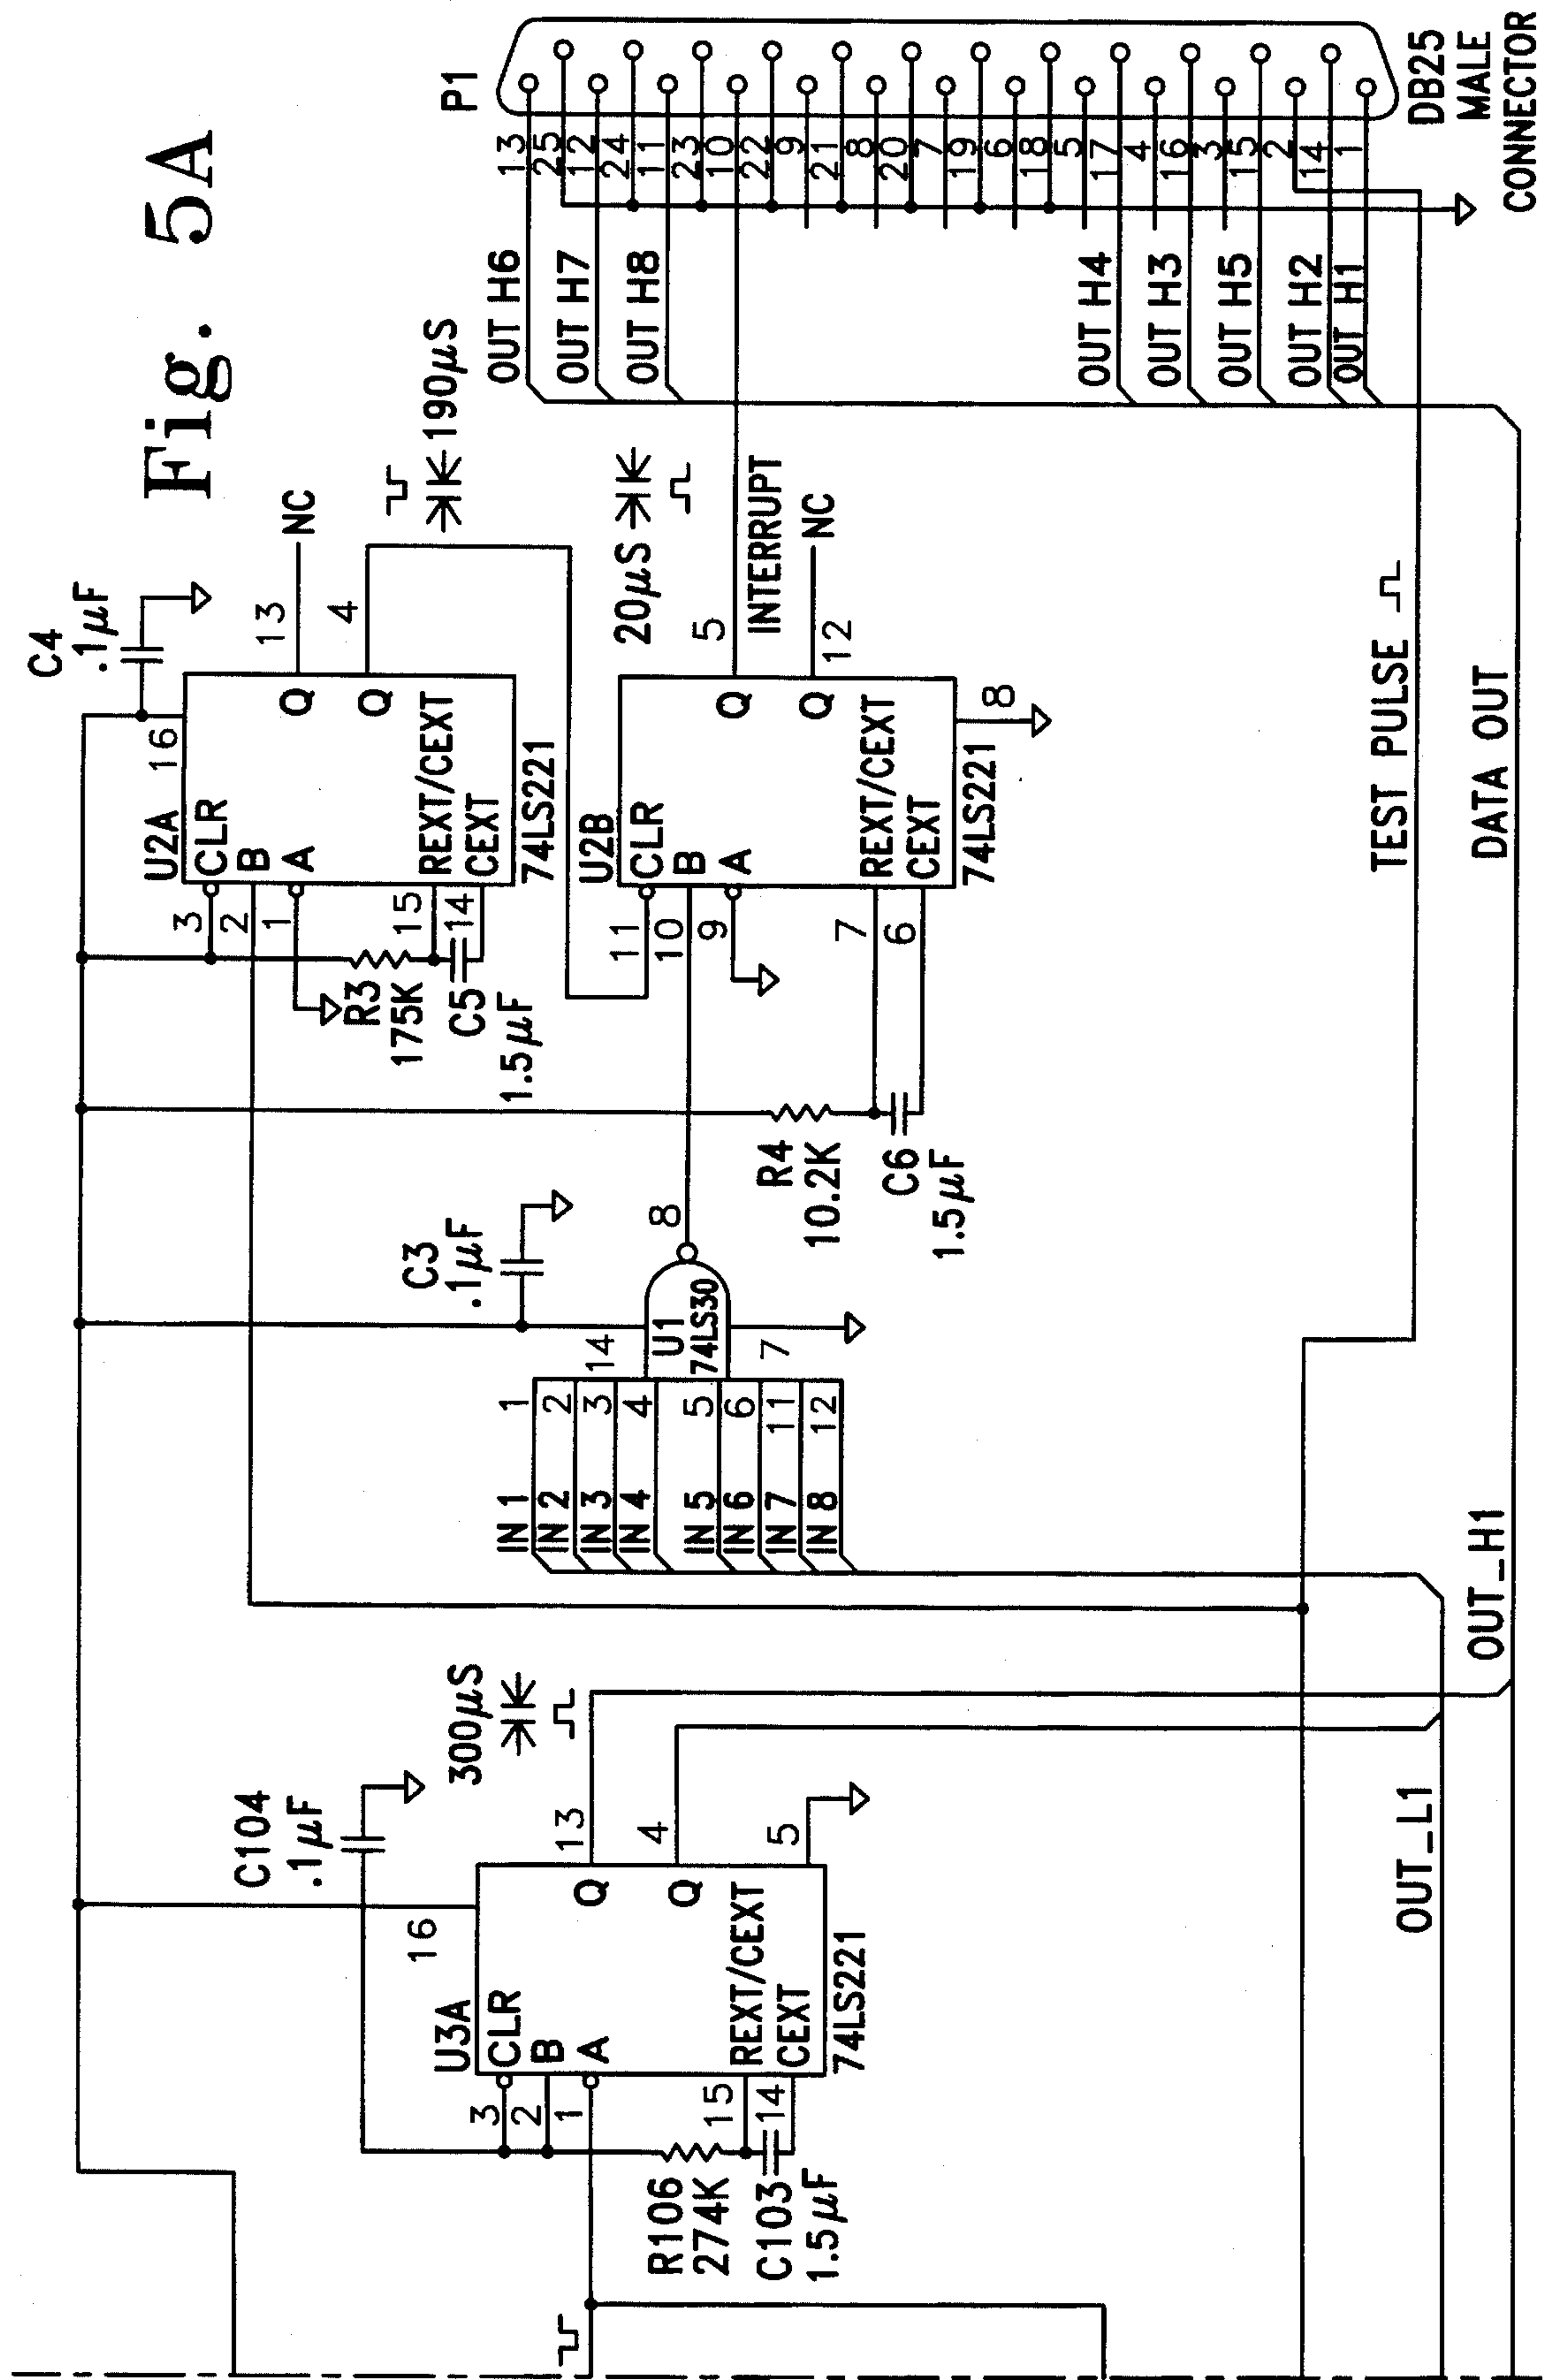 Fig. 5A
C4
.1µF
16
U2A
CLR
B
A
REXT/CEXT
CEXT
Q
Q
74LS221
3
2
1
15
14
13
NC
4
190µS
R3
175K
C5
1.5µF
U2B
CLR
B
A
REXT/CEXT
CEXT
Q
Q
74LS221
11
10
9
7
6
5
12
8
20µS
INTERRUPT
NC
R4
10.2K
C6
1.5µF
C3
.1µF
14
U1
74LS30
7
8
IN 1
1
IN 2
2
IN 3
3
IN 4
4
IN 5
5
IN 6
6
IN 7
11
IN 8
12
C104
.1µF
300µS
16
U3A
CLR
B
A
REXT/CEXT
CEXT
Q
Q
74LS221
3
2
1
15
14
13
4
5
R106
274K
C103
1.5µF
OUT_L1
OUT_H1
TEST PULSE
DATA OUT
P1
13
25
12
24
11
23
10
22
9
21
8
20
7
19
6
18
5
17
4
16
3
15
2
14
1
OUT H6
OUT H7
OUT H8
OUT H4
OUT H3
OUT H5
OUT H2
OUT H1
DB25
MALE
CONNECTOR